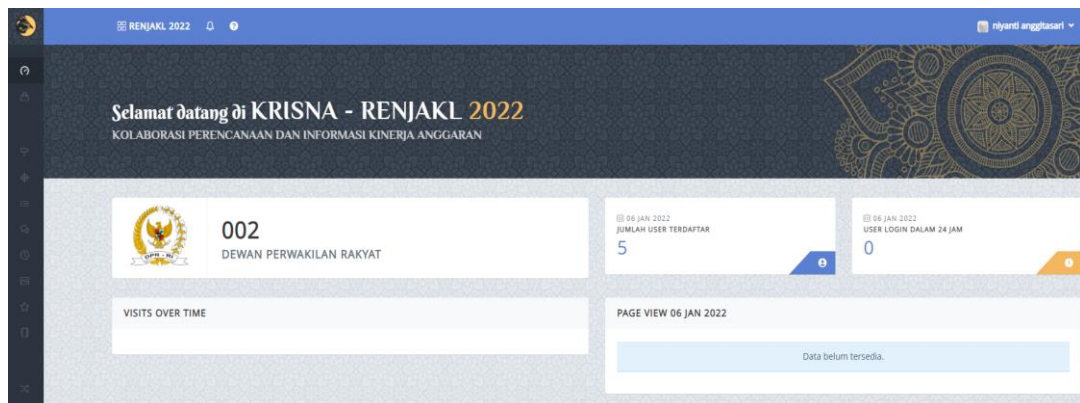 RENJAKL 2022
niyanti anggitasari
Selamat datang di KRISNA - RENJAKL 2022
KOLABORASI PERENCANAAN DAN INFORMASI KINERJA ANGGARAN
DPR - RI
002
DEWAN PERWAKILAN RAKYAT
06 JAN 2022
JUMLAH USER TERDAFTAR
5
06 JAN 2022
USER LOGIN DALAM 24 JAM
0
VISITS OVER TIME
PAGE VIEW 06 JAN 2022
Data belum tersedia.